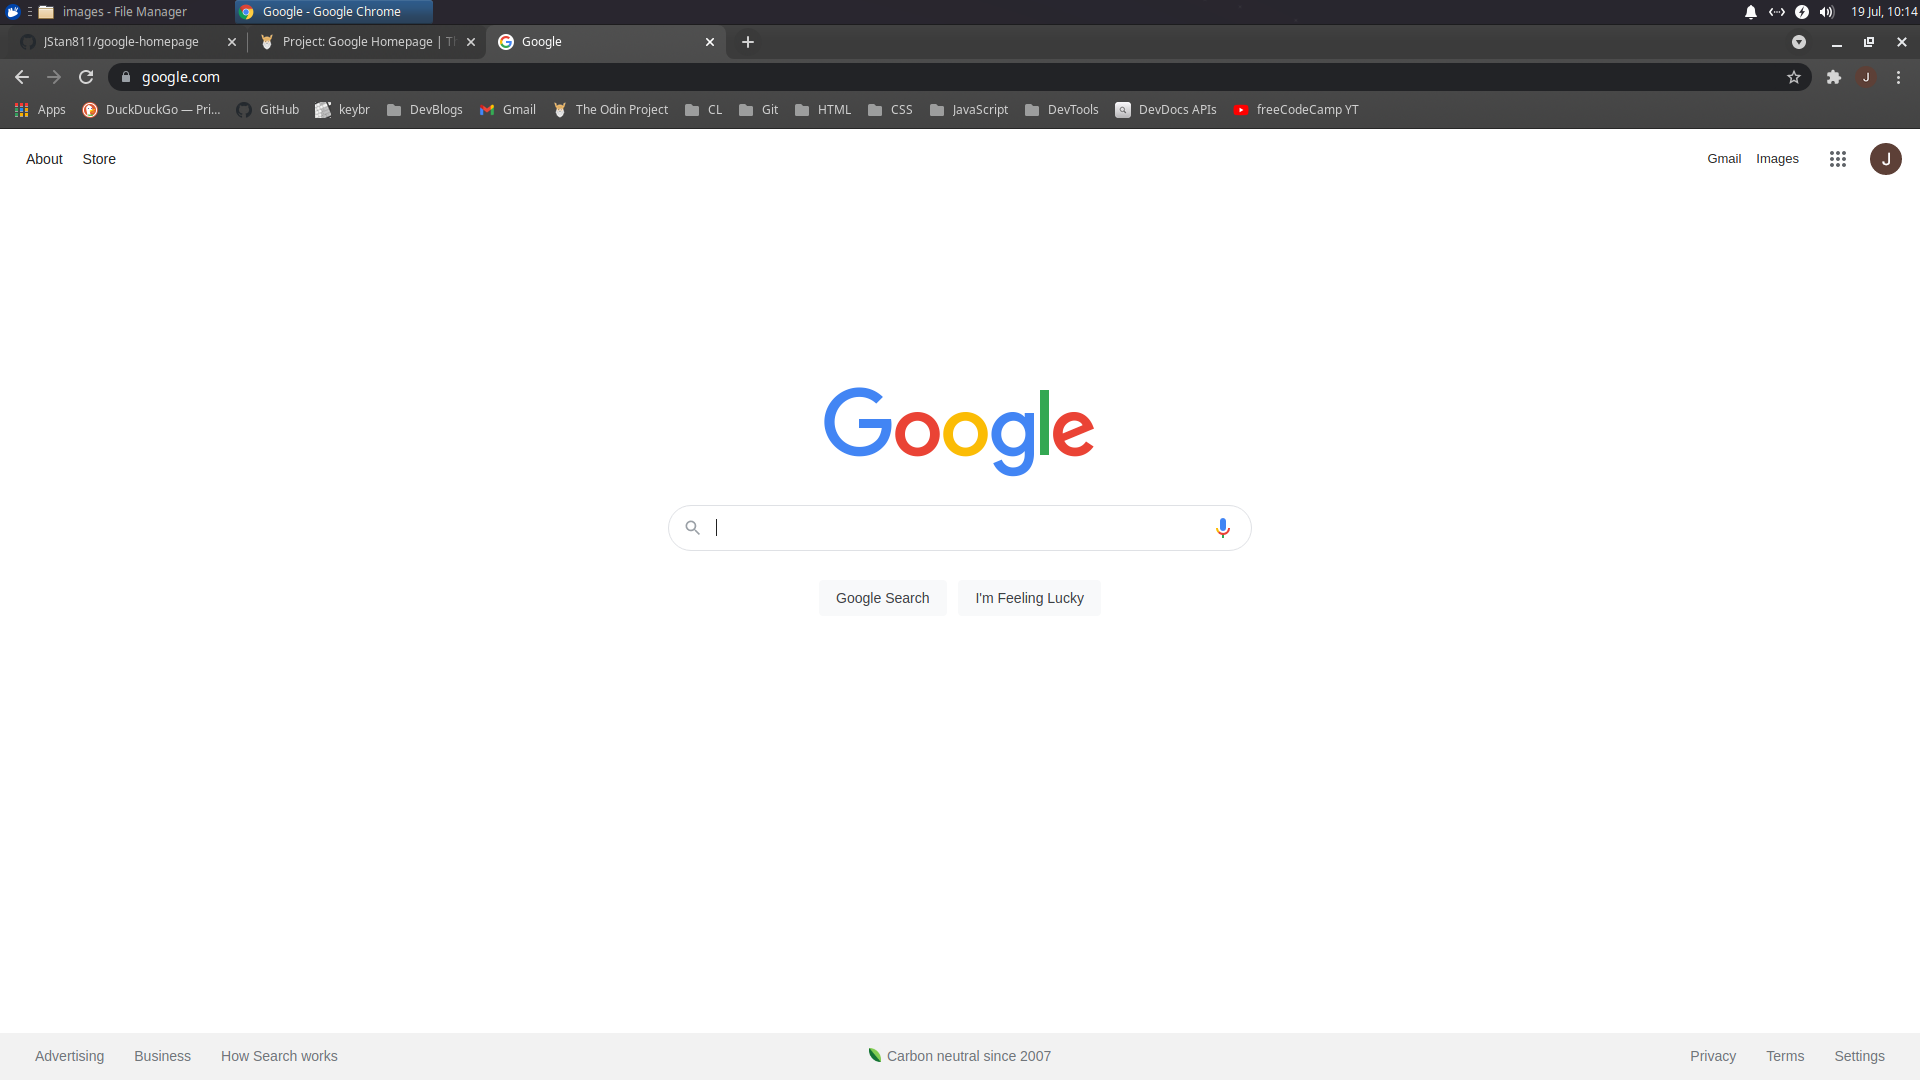 images - File Manager Google - Google Chrome 19 Jul, 10:14
JStan811/google-homepage Project: Google Homepage | Th Google
google.com J
Apps DuckDuckGo — Pri... GitHub keybr DevBlogs Gmail The Odin Project CL Git HTML CSS JavaScript DevTools DevDocs APIs freeCodeCamp YT
About Store Gmail Images J
Google
Google Search I'm Feeling Lucky
Advertising Business How Search works Carbon neutral since 2007 Privacy Terms Settings